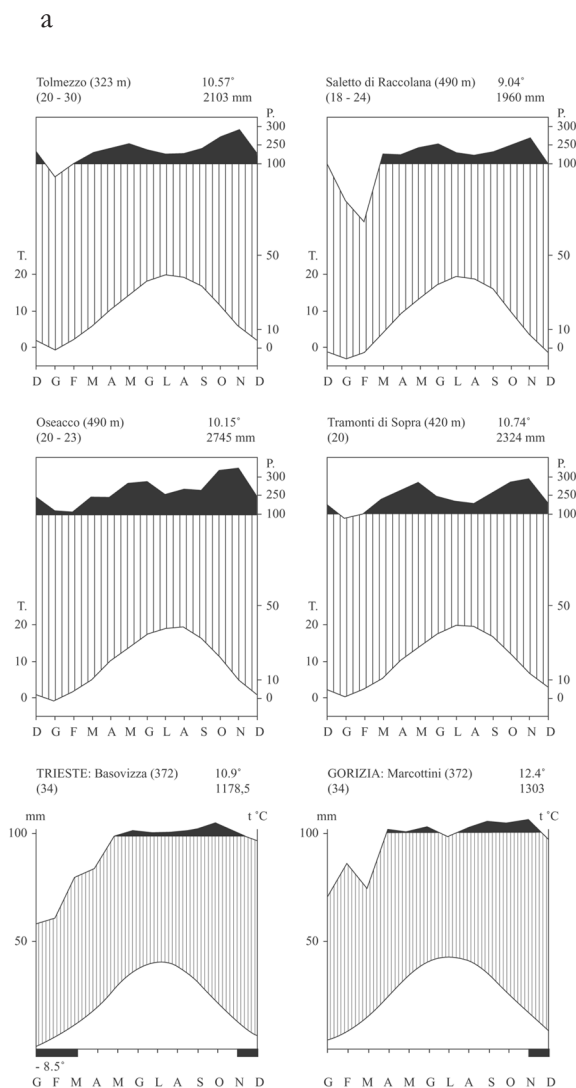 a
Tolmezzo (323 m) 10.57°
(20 - 30) 2103 mm
P.
300
250
100
50
T.
20
10
0
10
0
D G F M A M G L A S O N D
Saletto di Raccolana (490 m) 9.04°
(18 - 24) 1960 mm
P.
300
250
100
50
T.
20
10
0
10
0
D G F M A M G L A S O N D
Oseacco (490 m) 10.15°
(20 - 23) 2745 mm
P.
300
250
100
50
T.
20
10
0
10
0
D G F M A M G L A S O N D
Tramonti di Sopra (420 m) 10.74°
(20) 2324 mm
P.
300
250
100
50
T.
20
10
0
10
0
D G F M A M G L A S O N D
TRIESTE: Basovizza (372) 10.9°
(34) 1178,5
mm t °C
100
50
- 8.5°
G F M A M G L A S O N D
GORIZIA: Marcottini (372) 12.4°
(34) 1303
mm t °C
100
50
G F M A M G L A S O N D